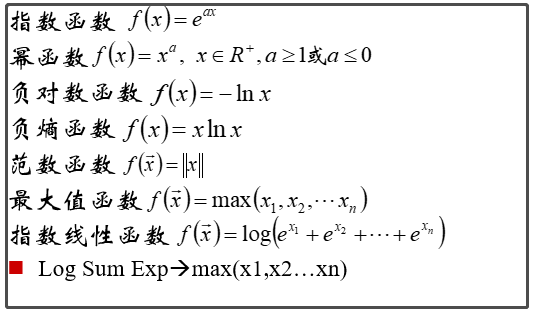 指数函数 f(x)=e^{ax}
幂函数 f(x)=x^a, x∈R^+, a≥1或a≤0
负对数函数 f(x)=-ln x
负熵函数 f(x)=x ln x
范数函数 f(x⃗)=‖x‖
最大值函数 f(x⃗)=max(x_1,x_2,⋯x_n)
指数线性函数 f(x⃗)=log(e^{x_1}+e^{x_2}+⋯+e^{x_n})
■ Log Sum Exp→max(x1,x2…xn)